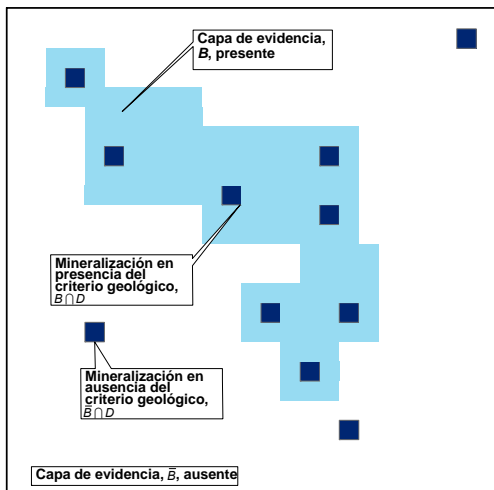 Capa de evidencia,
B, presente
Mineralización en
presencia del
criterio geológico,
B ∩ D
Mineralización en
ausencia del
criterio geológico,
B̅ ∩ D
Capa de evidencia, B̅, ausente